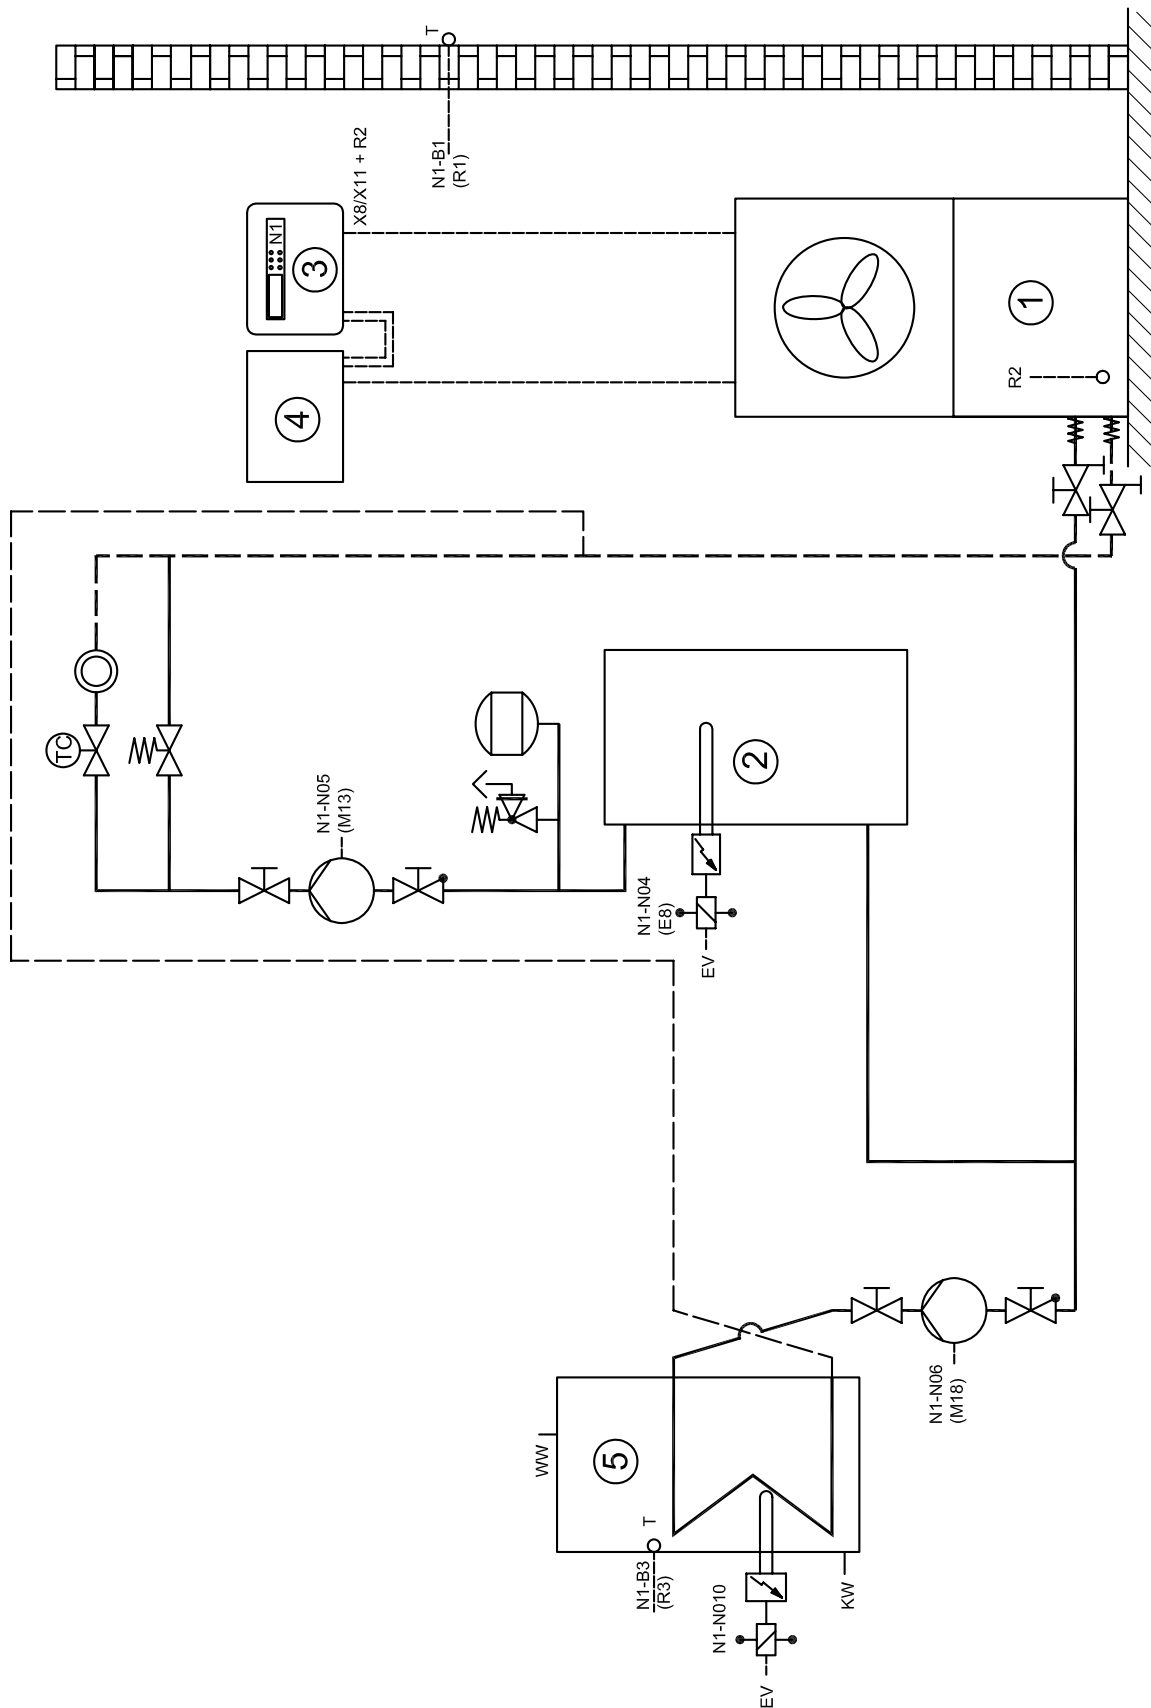 WW
5
N1-B3
(R3)
T
N1-N010
EV
KW
N1-N06
(M18)
TC
N1-N05
(M13)
N1-N04
(E8)
EV
2
4
3
N1
X8/X11 + R2
1
R2
T
N1-B1
(R1)